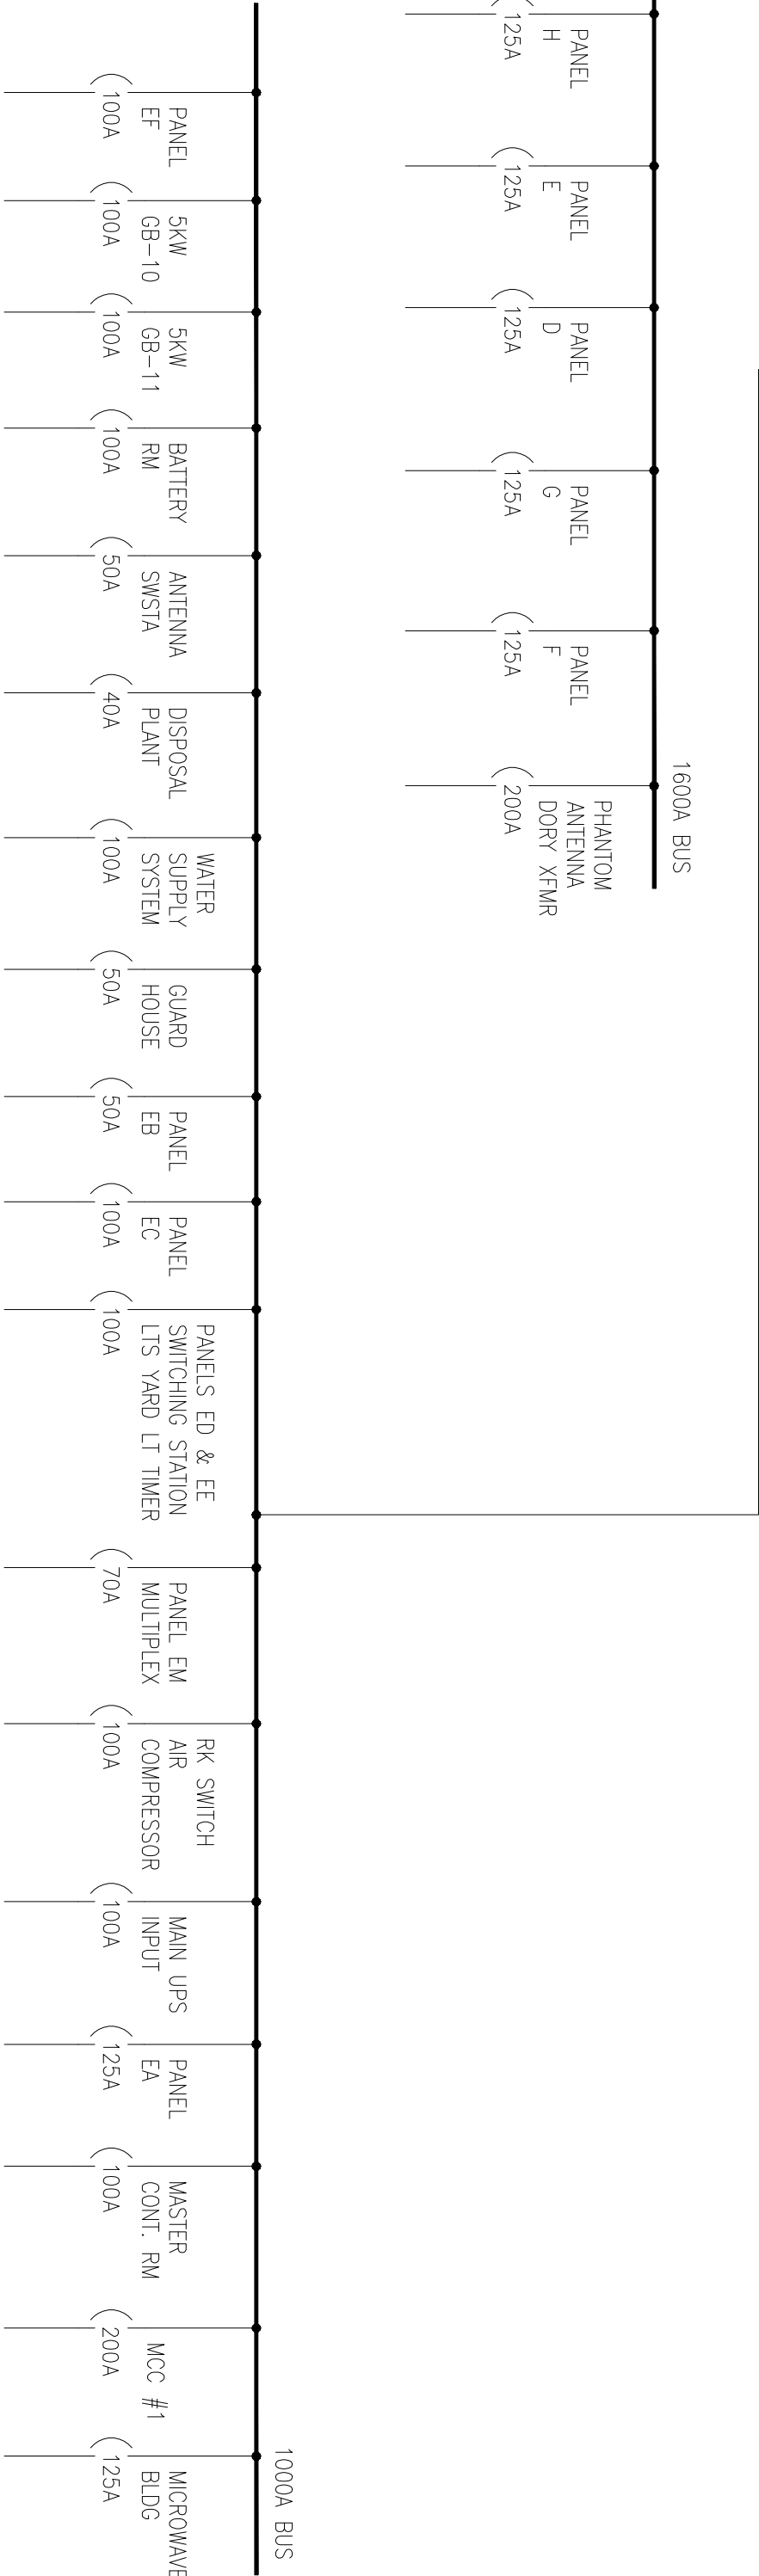 PANEL
H
125A
PANEL
E
125A
PANEL
D
125A
PANEL
G
125A
PANEL
F
125A
1600A BUS
PHANTOM
ANTENNA
DORY XFMR
200A
PANEL
EF
100A
5KW
GB-10
100A
5KW
GB-11
100A
BATTERY
RM
100A
ANTENNA
SWSTA
50A
DISPOSAL
PLANT
40A
WATER
SUPPLY
SYSTEM
100A
GUARD
HOUSE
50A
PANEL
EB
50A
PANEL
EC
100A
PANELS ED & EE
SWITCHING STATION
LTS YARD LT TIMER
100A
PANEL EM
MULTIPLEX
70A
RK SWITCH
AIR
COMPRESSOR
100A
MAIN UPS
INPUT
100A
PANEL
EA
125A
MASTER
CONT. RM
100A
MCC #1
200A
1000A BUS
MICROWAVE
BLDG
125A